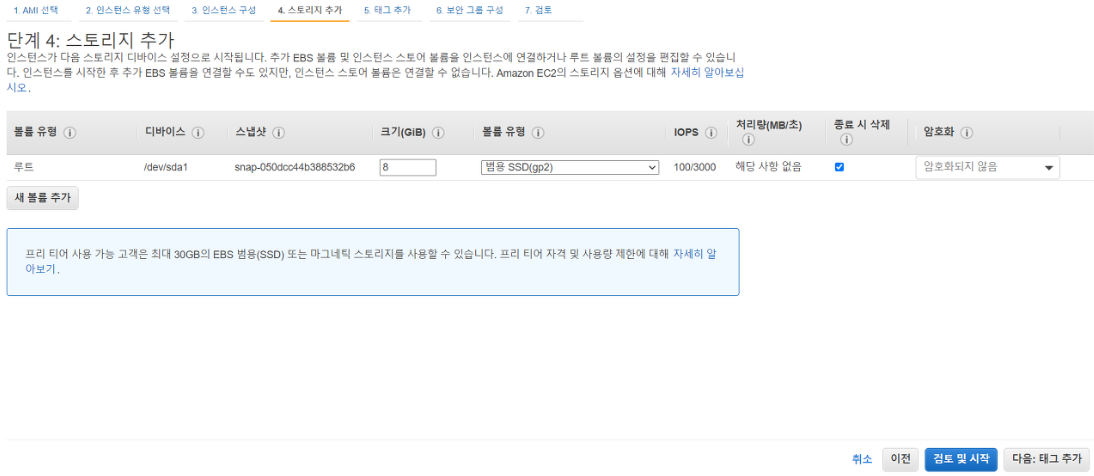 1. AMI 선택 2. 인스턴스 유형 선택 3. 인스턴스 구성 4. 스토리지 추가 5. 태그 추가 6. 보안 그룹 구성 7. 검토
단계 4: 스토리지 추가
인스턴스가 다음 스토리지 디바이스 설정으로 시작됩니다. 추가 EBS 볼륨 및 인스턴스 스토어 볼륨을 인스턴스에 연결하거나 루트 볼륨의 설정을 편집할 수 있습니
다. 인스턴스를 시작한 후 추가 EBS 볼륨을 연결할 수도 있지만, 인스턴스 스토어 볼륨은 연결할 수 없습니다. Amazon EC2의 스토리지 옵션에 대해 자세히 알아보십
시오.
볼륨 유형 디바이스 스냅샷 크기(GiB) 볼륨 유형 IOPS 처리량(MB/초) 종료 시 삭제 암호화
루트 /dev/sda1 snap-050dcc44b388532b6 8 범용 SSD(gp2) 100/3000 해당 사항 없음 암호화되지 않음
새 볼륨 추가
프리 티어 사용 가능 고객은 최대 30GB의 EBS 범용(SSD) 또는 마그네틱 스토리지를 사용할 수 있습니다. 프리 티어 자격 및 사용량 제한에 대해 자세히 알
아보기.
취소 이전 검토 및 시작 다음: 태그 추가